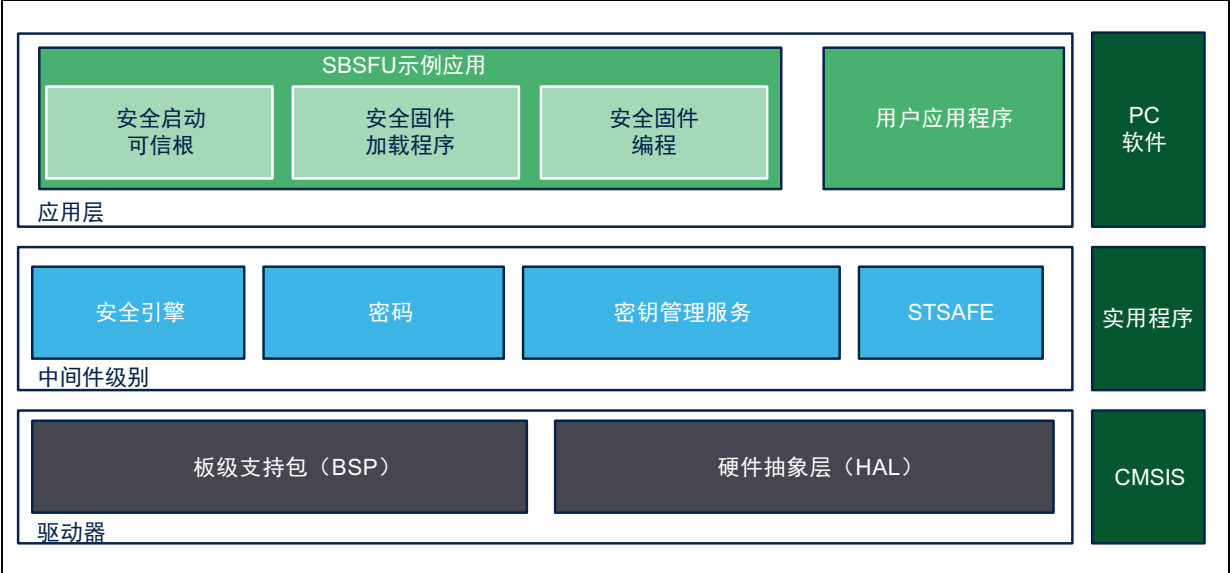 SBSFU示例应用
安全启动
可信根
安全固件
加载程序
安全固件
编程
用户应用程序
应用层
PC
软件
安全引擎
密码
密钥管理服务
STSAFE
中间件级别
实用程序
板级支持包（BSP）
硬件抽象层（HAL）
驱动器
CMSIS